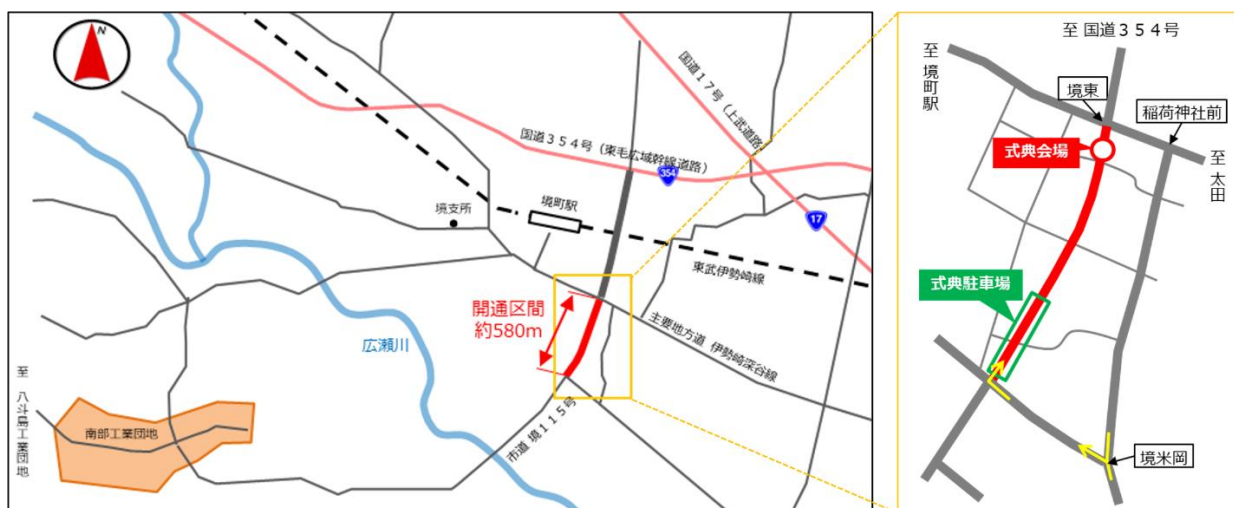 N
国道17号（上武道路）
国道３５４号（東毛広域幹線道路）
354
17
境町駅
境支所
東武伊勢崎線
開通区間
約580m
主要地方道 伊勢崎深谷線
広瀬川
市道 境１１５号
至 八斗島工業団地
南部工業団地
至 国道３５４号
至 境町駅
境東
稲荷神社前
式典会場
至 太田
式典駐車場
境米岡